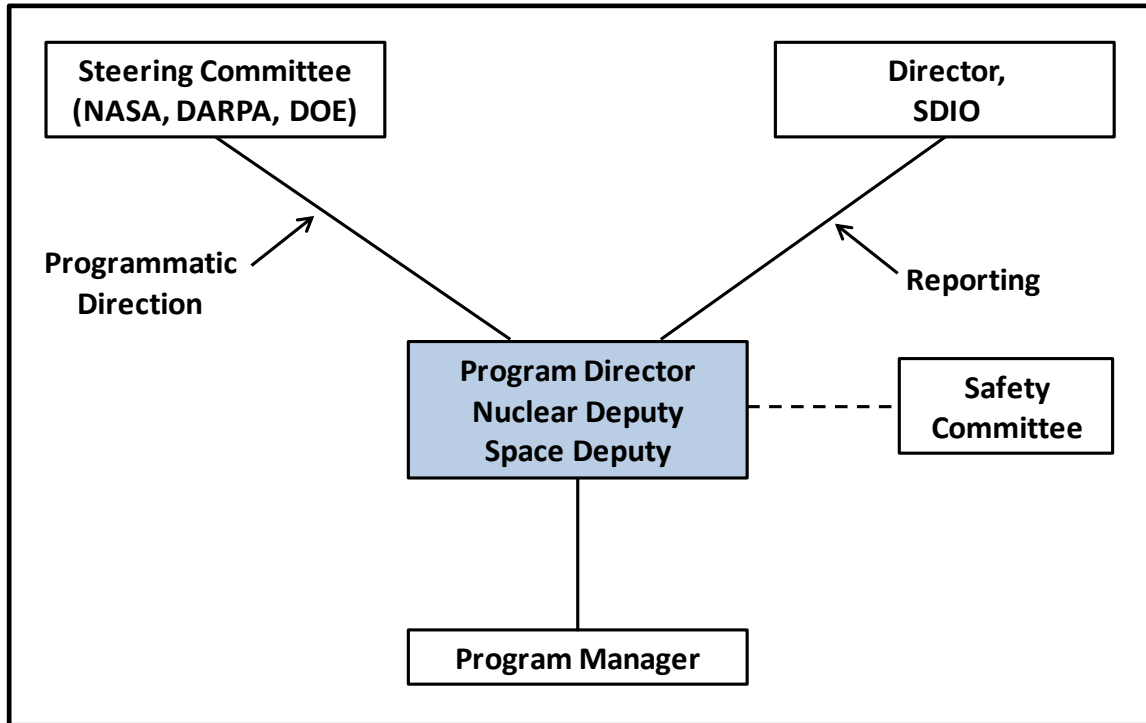 Steering Committee
(NASA, DARPA, DOE)
Director,
SDIO
Programmatic
Direction
Reporting
Program Director
Nuclear Deputy
Space Deputy
Safety
Committee
Program Manager